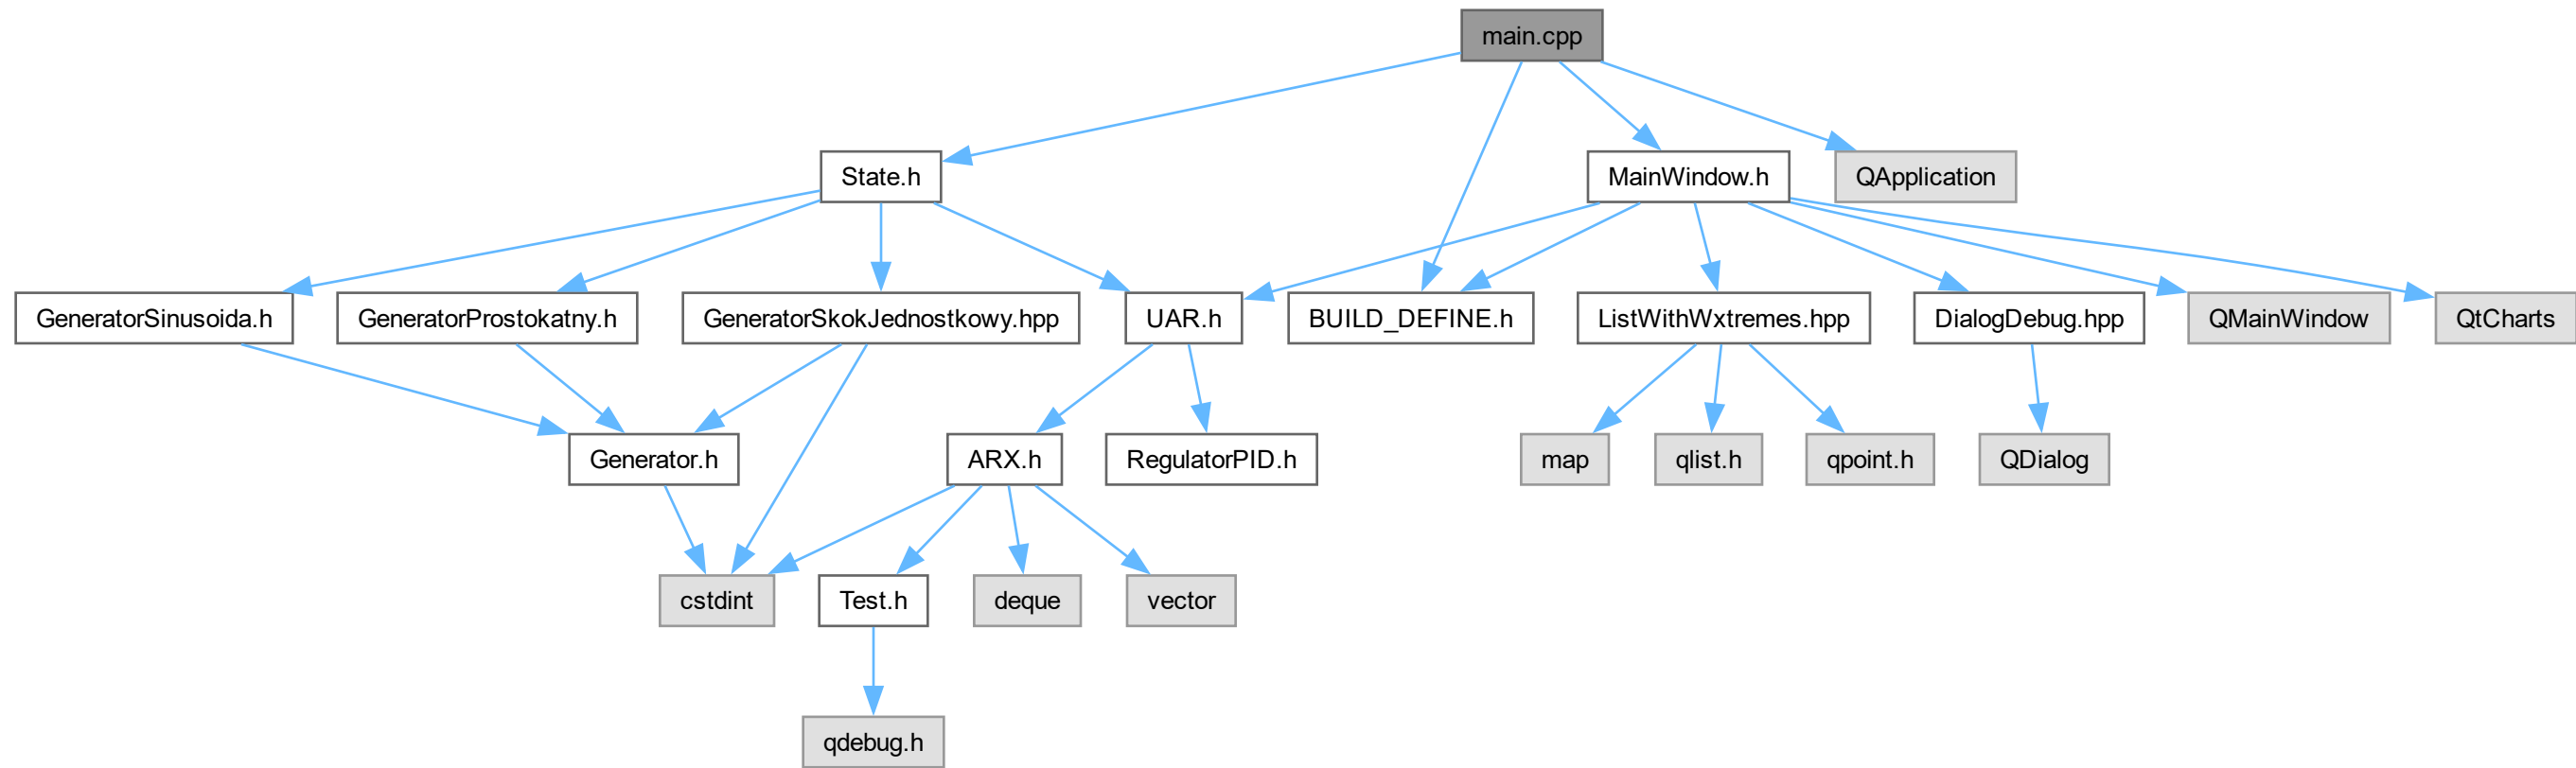 main.cpp
State.h
MainWindow.h
QApplication
GeneratorSinusoida.h
GeneratorProstokatny.h
GeneratorSkokJednostkowy.hpp
UAR.h
BUILD_DEFINE.h
ListWithWxtremes.hpp
DialogDebug.hpp
QMainWindow
QtCharts
Generator.h
ARX.h
RegulatorPID.h
map
qlist.h
qpoint.h
QDialog
cstdint
Test.h
deque
vector
qdebug.h